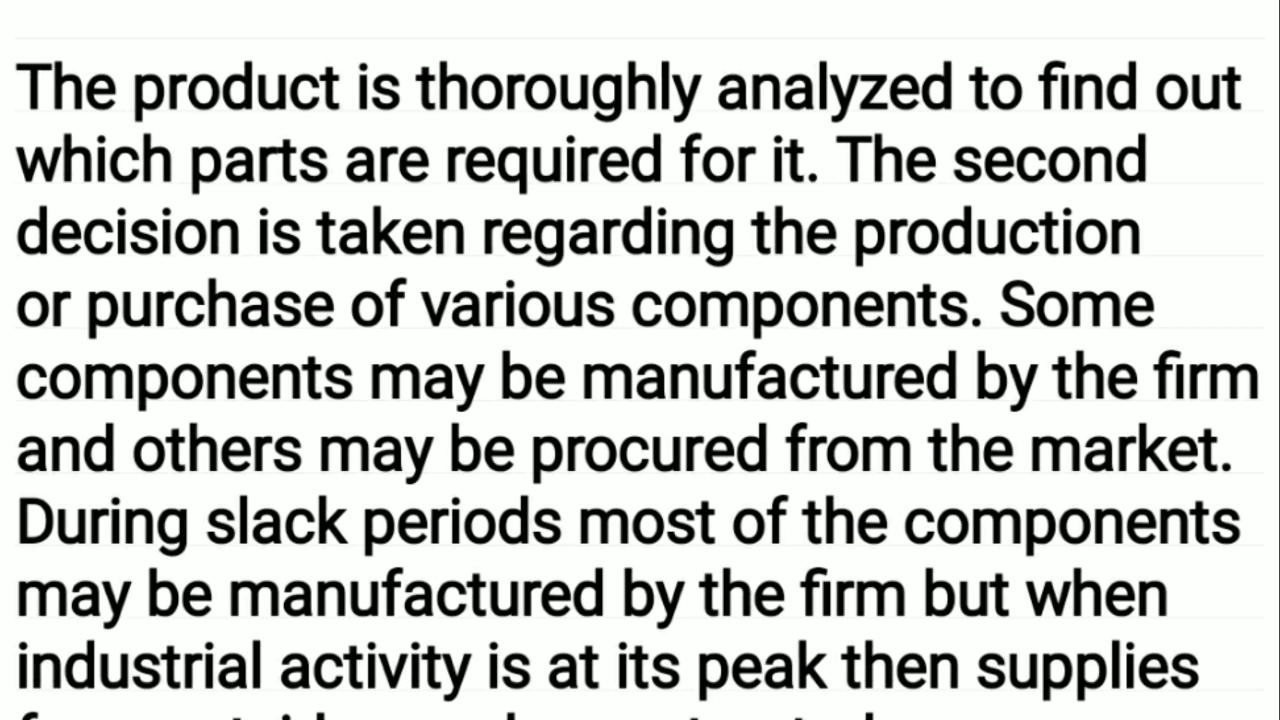 The product is thoroughly analyzed to find out
which parts are required for it. The second
decision is taken regarding the production
or purchase of various components. Some
components may be manufactured by the firm
and others may be procured from the market.
During slack periods most of the components
may be manufactured by the firm but when
industrial activity is at its peak then supplies